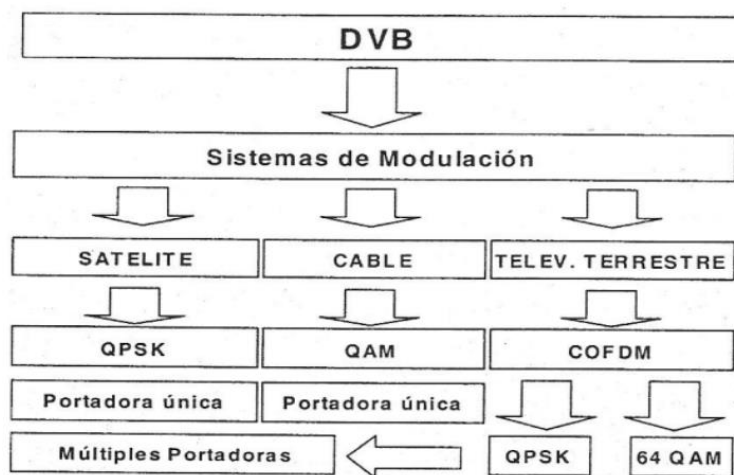 DVB
Sistemas de Modulación
SATELITE
CABLE
TELEV. TERRESTRE
QPSK
QAM
COFDM
Portadora única
Portadora única
Múltiples Portadoras
QPSK
64 QAM